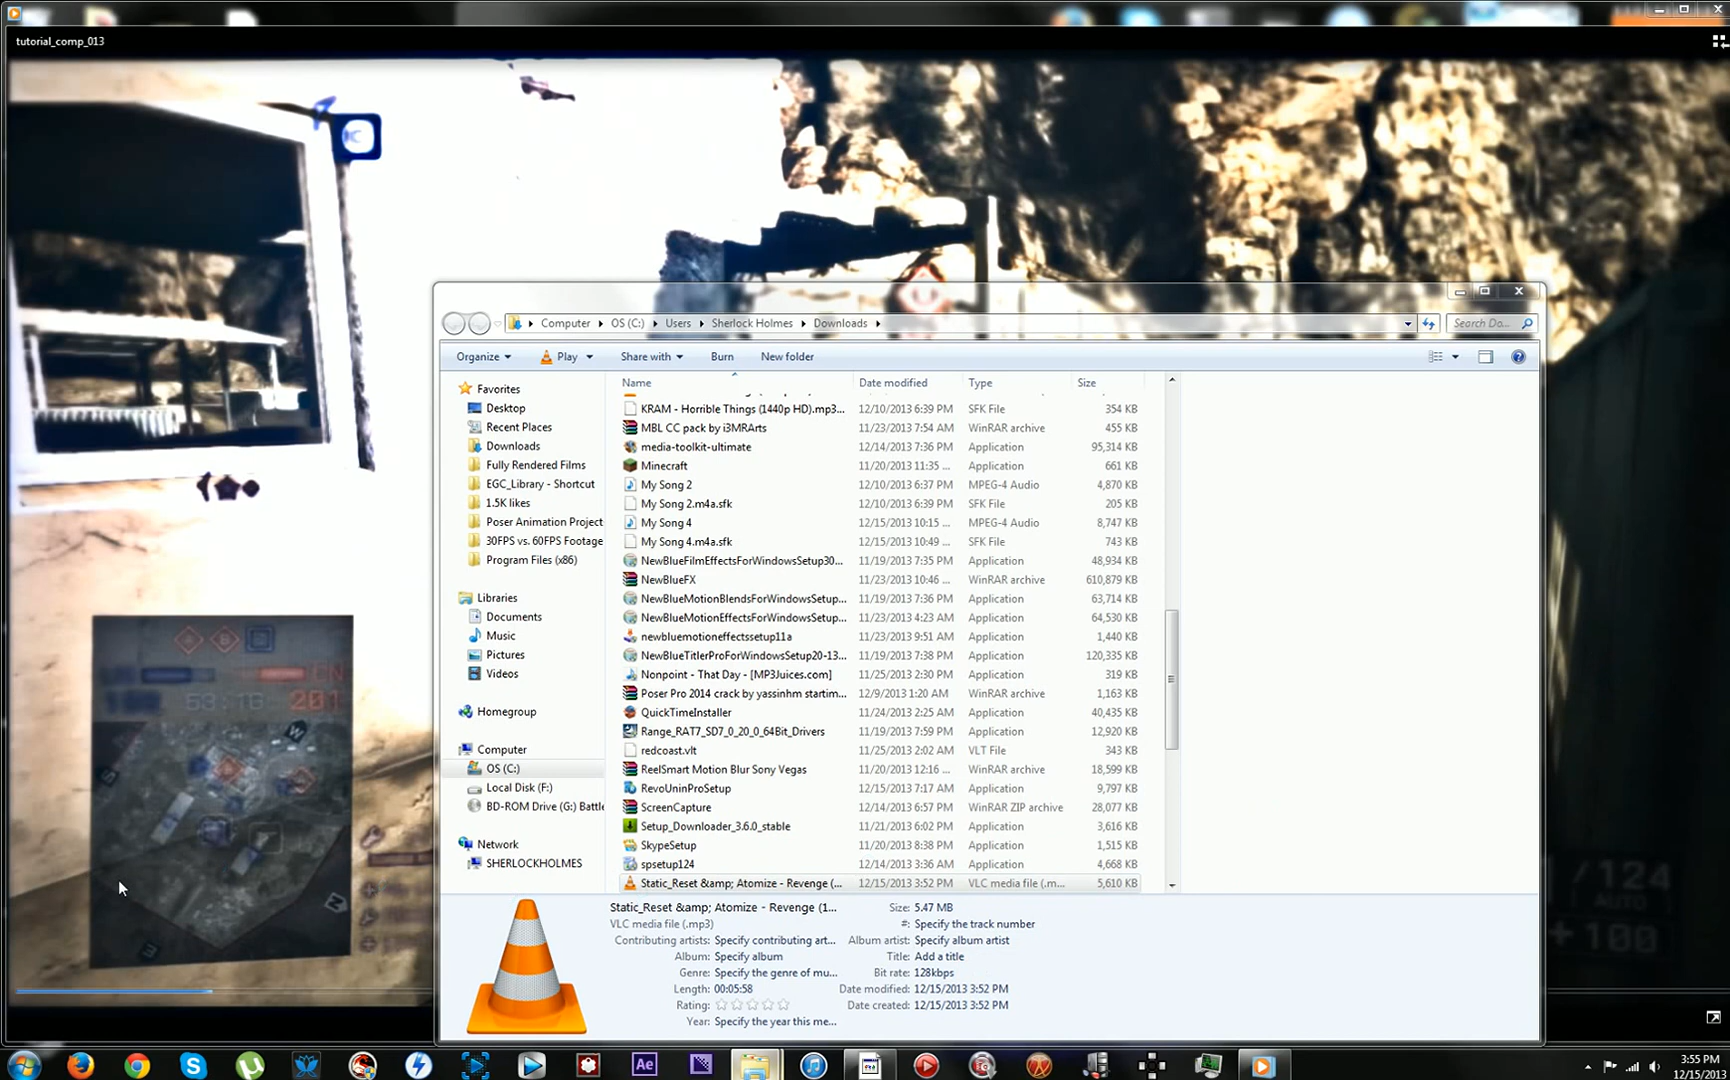 tutorial_comp_013
Computer OS (C:) Users Sherlock Holmes Downloads
Search Do...
Organize Play Share with Burn New folder
Favorites
Desktop
Recent Places
Downloads
Fully Rendered Films
EGC_Library - Shortcut
1.5K likes
Poser Animation Project
30FPS vs. 60FPS Footage
Program Files (x86)
Libraries
Documents
Music
Pictures
Videos
Homegroup
Computer
OS (C:)
Local Disk (F:)
BD-ROM Drive (G:) Battle
Network
SHERLOCKHOLMES
Name Date modified Type Size
KRAM - Horrible Things (1440p HD).mp3... 12/10/2013 6:39 PM SFK File 354 KB
MBL CC pack by i3MRArts 11/23/2013 7:54 AM WinRAR archive 455 KB
media-toolkit-ultimate 12/14/2013 7:36 PM Application 95,314 KB
Minecraft 11/20/2013 11:35 ... Application 661 KB
My Song 2 12/10/2013 6:37 PM MPEG-4 Audio 4,870 KB
My Song 2.m4a.sfk 12/10/2013 6:39 PM SFK File 205 KB
My Song 4 12/15/2013 10:15 ... MPEG-4 Audio 8,747 KB
My Song 4.m4a.sfk 12/15/2013 10:49 ... SFK File 743 KB
NewBlueFilmEffectsForWindowsSetup30... 11/19/2013 7:35 PM Application 48,934 KB
NewBlueFX 11/23/2013 10:46 ... WinRAR archive 610,879 KB
NewBlueMotionBlendsForWindowsSetup... 11/19/2013 7:36 PM Application 63,714 KB
NewBlueMotionEffectsForWindowsSetup... 11/23/2013 4:23 AM Application 64,530 KB
newbluemotioneffectssetup11a 11/23/2013 9:51 AM Application 1,440 KB
NewBlueTitlerProForWindowsSetup20-13... 11/19/2013 7:38 PM Application 120,335 KB
Nonpoint - That Day - [MP3Juices.com] 11/25/2013 2:30 PM Application 319 KB
Poser Pro 2014 crack by yassinhm startim... 12/9/2013 1:20 AM WinRAR archive 1,163 KB
QuickTimeInstaller 11/24/2013 2:25 AM Application 40,435 KB
Range_RAT7_SD7_0_20_0_64Bit_Drivers 11/19/2013 7:59 PM Application 12,920 KB
redcoast.vlt 11/25/2013 2:02 AM VLT File 343 KB
ReelSmart Motion Blur Sony Vegas 11/20/2013 12:16 ... WinRAR archive 18,599 KB
RevoUninProSetup 12/15/2013 7:17 AM Application 9,797 KB
ScreenCapture 12/14/2013 6:57 PM WinRAR ZIP archive 28,077 KB
Setup_Downloader_3.6.0_stable 11/21/2013 6:02 PM Application 3,616 KB
SkypeSetup 11/20/2013 8:38 PM Application 1,515 KB
spsetup124 12/14/2013 3:36 AM Application 4,668 KB
Static_Reset &amp; Atomize - Revenge (... 12/15/2013 3:52 PM VLC media file (.m... 5,610 KB
Static_Reset &amp; Atomize - Revenge (1... Size: 5.47 MB
VLC media file (.mp3) #: Specify the track number
Contributing artists: Specify contributing art... Album artist: Specify album artist
Album: Specify album Title: Add a title
Genre: Specify the genre of mu... Bit rate: 128kbps
Length: 00:05:58 Date modified: 12/15/2013 3:52 PM
Rating: Date created: 12/15/2013 3:52 PM
Year: Specify the year this me...
A B
53:16 201
W
S
N
E
/124
AUTO
+100
Ae
3:55 PM
12/15/2013